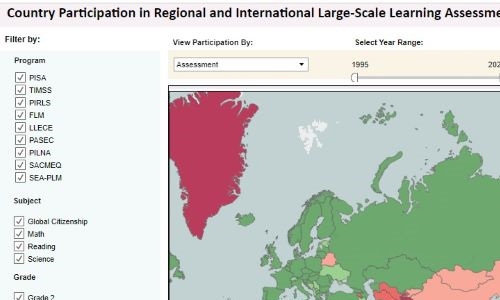 Country Participation in Regional and International Large-Scale Learning Assessme
Filter by:
View Participation By:
Select Year Range:
Program
Assessment
1995
202
PISA
TIMSS
PIRLS
FLM
LLECE
PASEC
PILNA
SACMEQ
SEA-PLM
Subject
Global Citizenship
Math
Reading
Science
Grade
Grade 2